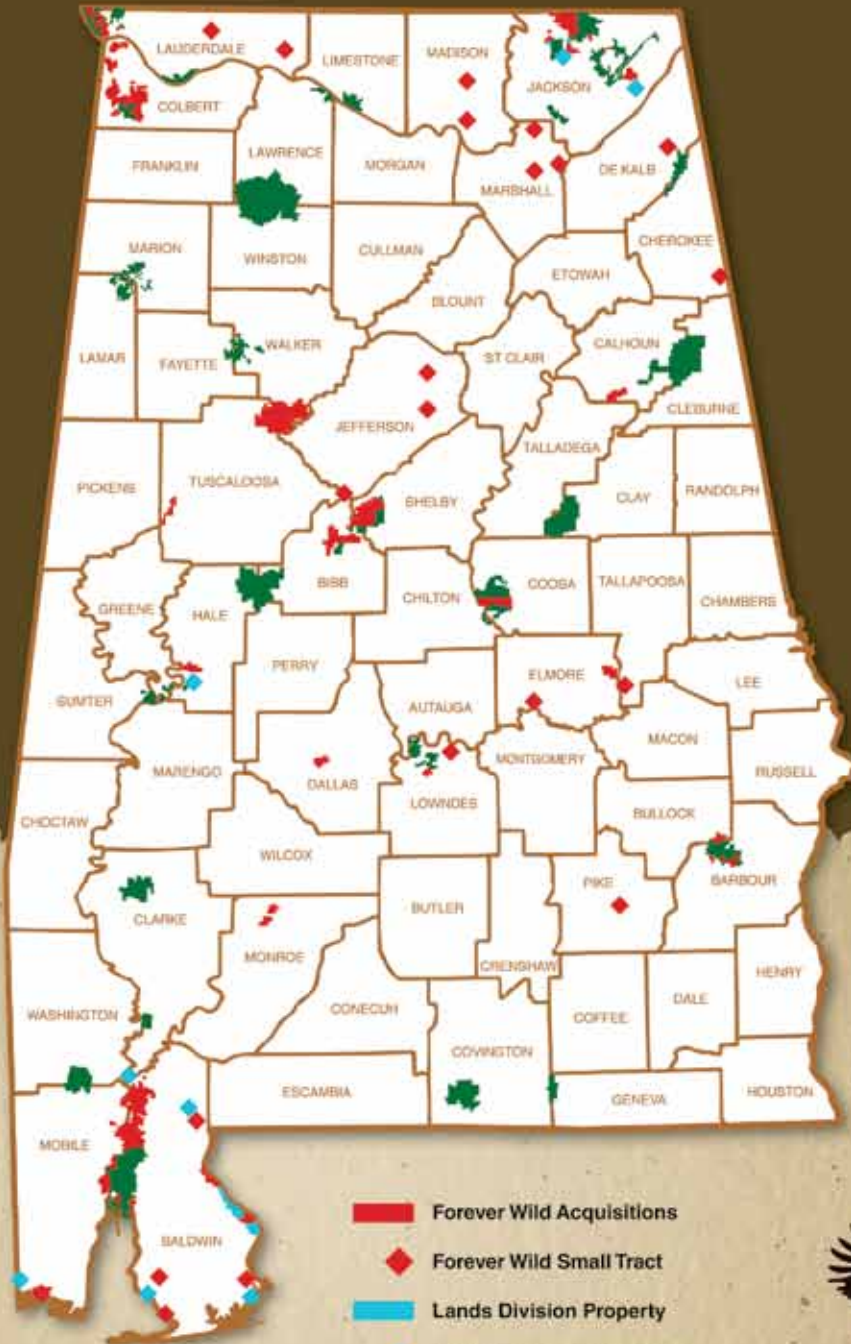 LAUDERDALE
LIMESTONE
MADISON
JACKSON
COLBERT
FRANKLIN
LAWRENCE
MORGAN
MARSHALL
DE KALB
MARION
WINSTON
CULLMAN
CHEROKEE
ETOWAH
BLOUNT
LAMAR
FAYETTE
WALKER
ST CLAIR
CALHOUN
CLEBURNE
JEFFERSON
TALLADEGA
PICKENS
TUSCALOOSA
SHELBY
CLAY
RANDOLPH
GREENE
HALE
BIBB
CHILTON
COOSA
TALLAPOOSA
CHAMBERS
PERRY
ELMORE
LEE
SUMTER
AUTAUGA
MACON
MARENGO
DALLAS
MONTGOMERY
RUSSELL
LOWNDES
CHOCTAW
BULLOCK
WILCOX
PIKE
BARBOUR
CLARKE
BUTLER
MONROE
CRENSHAW
HENRY
WASHINGTON
CONECUH
COFFEE
DALE
COVINGTON
ESCAMBIA
GENEVA
HOUSTON
MOBILE
BALDWIN
Forever Wild Acquisitions
Forever Wild Small Tract
Lands Division Property